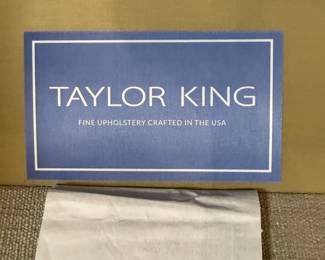 TAYLOR KING
FINE UPHOLSTERY CRAFTED IN THE USA